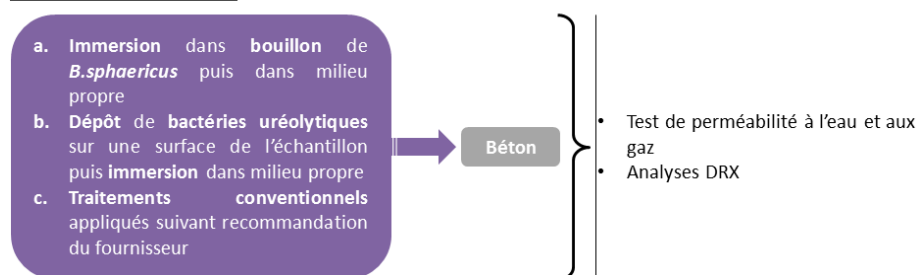 a. Immersion dans bouillon de
B.sphaericus puis dans milieu
propre
b. Dépôt de bactéries uréolytiques
sur une surface de l'échantillon
puis immersion dans milieu propre
c. Traitements conventionnels
appliqués suivant recommandation
du fournisseur
Béton
• Test de perméabilité à l'eau et aux
gaz
• Analyses DRX